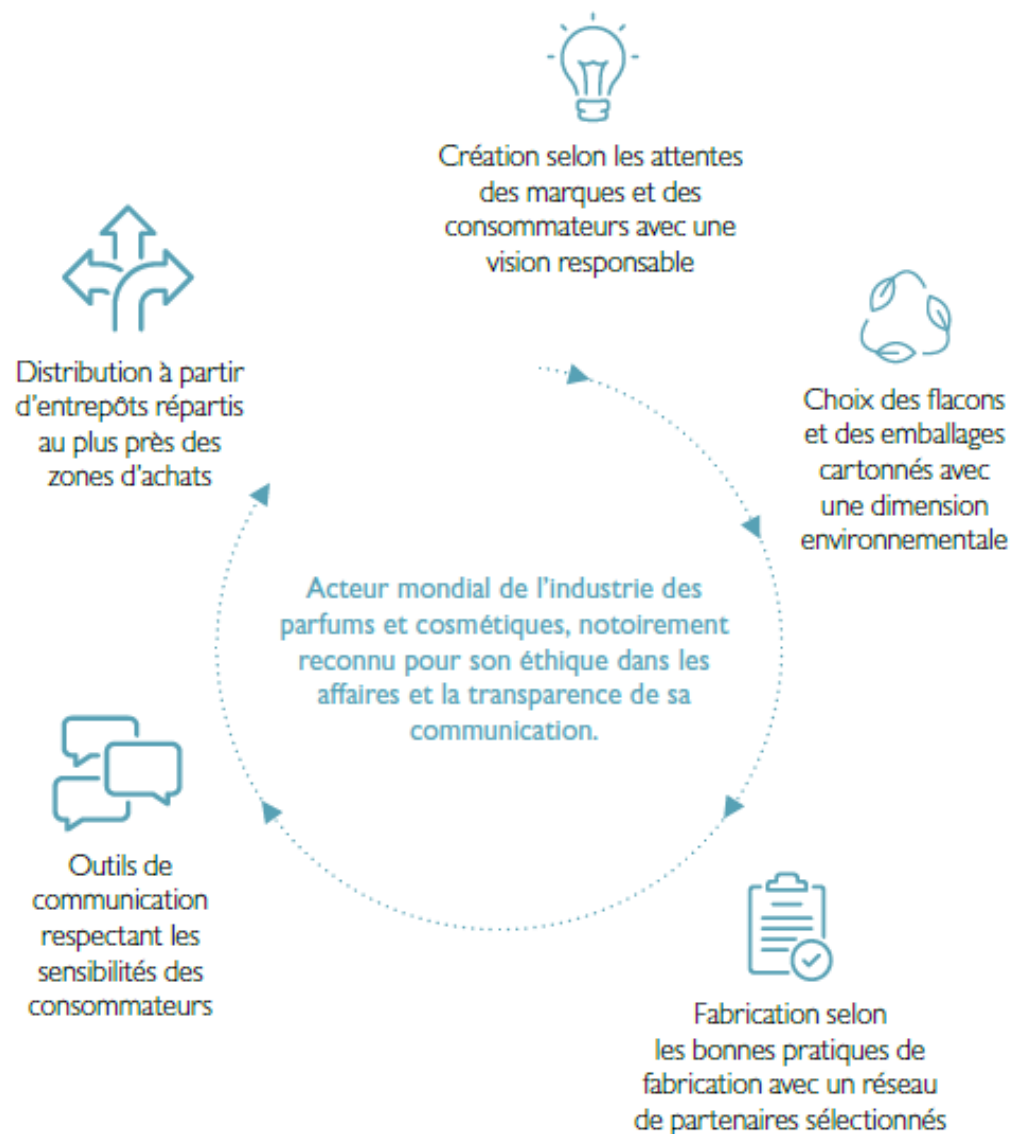 Création selon les attentes
des marques et des
consommateurs avec une
vision responsable
Choix des flacons
et des emballages
cartonnés avec
une dimension
environnementale
Fabrication selon
les bonnes pratiques de
fabrication avec un réseau
de partenaires sélectionnés
Outils de
communication
respectant les
sensibilités des
consommateurs
Distribution à partir
d'entrepôts répartis
au plus près des
zones d'achats
Acteur mondial de l'industrie des
parfums et cosmétiques, notoirement
reconnu pour son éthique dans les
affaires et la transparence de sa
communication.